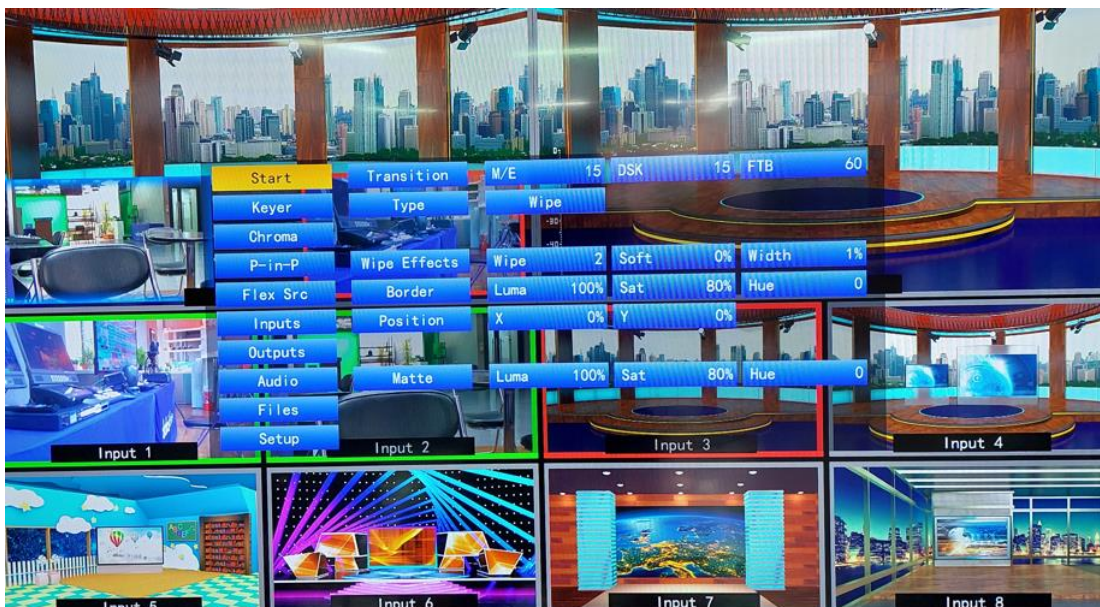 Start Transition M/E 15 DSK 15 FTB 60
Keyer Type Wipe
-30-
Chroma
-40-
P-in-P Wipe Effects Wipe 2 Soft 0% Width 1%
Flex Src Border Luma 100% Sat 80% Hue 0
Inputs Position X 0% Y 0%
Outputs
Audio Matte Luma 100% Sat 80% Hue 0
Files
Setup
Input 1 Input 2 Input 3 Input 4
Input 5 Input 6 Input 7 Input 8